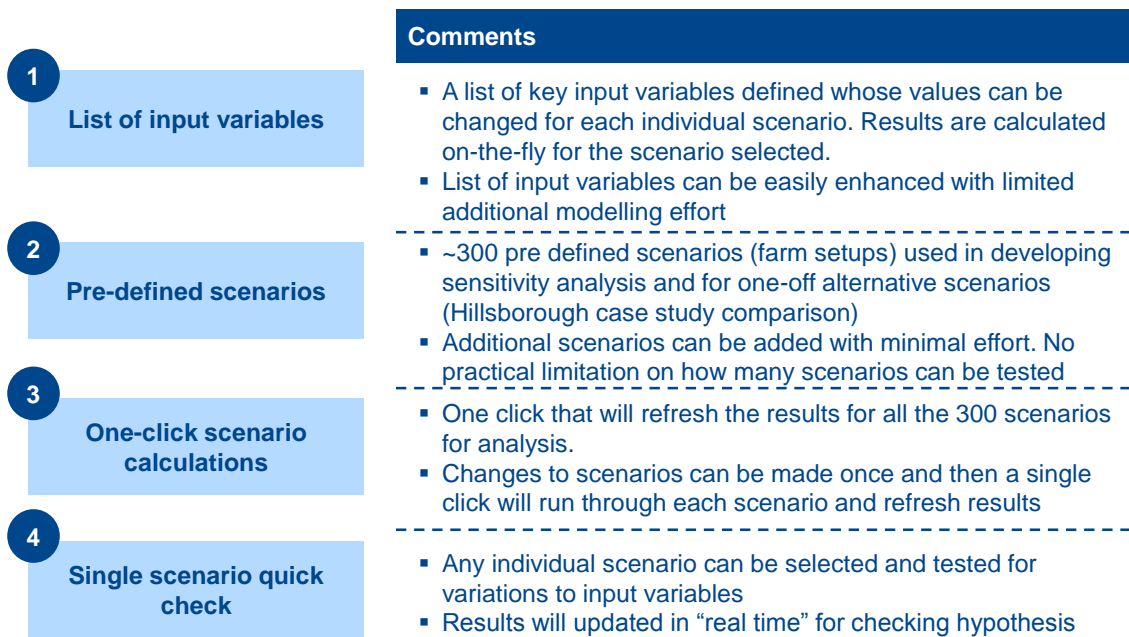 Comments
1
List of input variables
▪ A list of key input variables defined whose values can be
changed for each individual scenario. Results are calculated
on-the-fly for the scenario selected.
▪ List of input variables can be easily enhanced with limited
additional modelling effort
2
Pre-defined scenarios
▪ ~300 pre defined scenarios (farm setups) used in developing
sensitivity analysis and for one-off alternative scenarios
(Hillsborough case study comparison)
▪ Additional scenarios can be added with minimal effort. No
practical limitation on how many scenarios can be tested
3
One-click scenario
calculations
▪ One click that will refresh the results for all the 300 scenarios
for analysis.
▪ Changes to scenarios can be made once and then a single
click will run through each scenario and refresh results
4
Single scenario quick
check
▪ Any individual scenario can be selected and tested for
variations to input variables
▪ Results will updated in “real time” for checking hypothesis